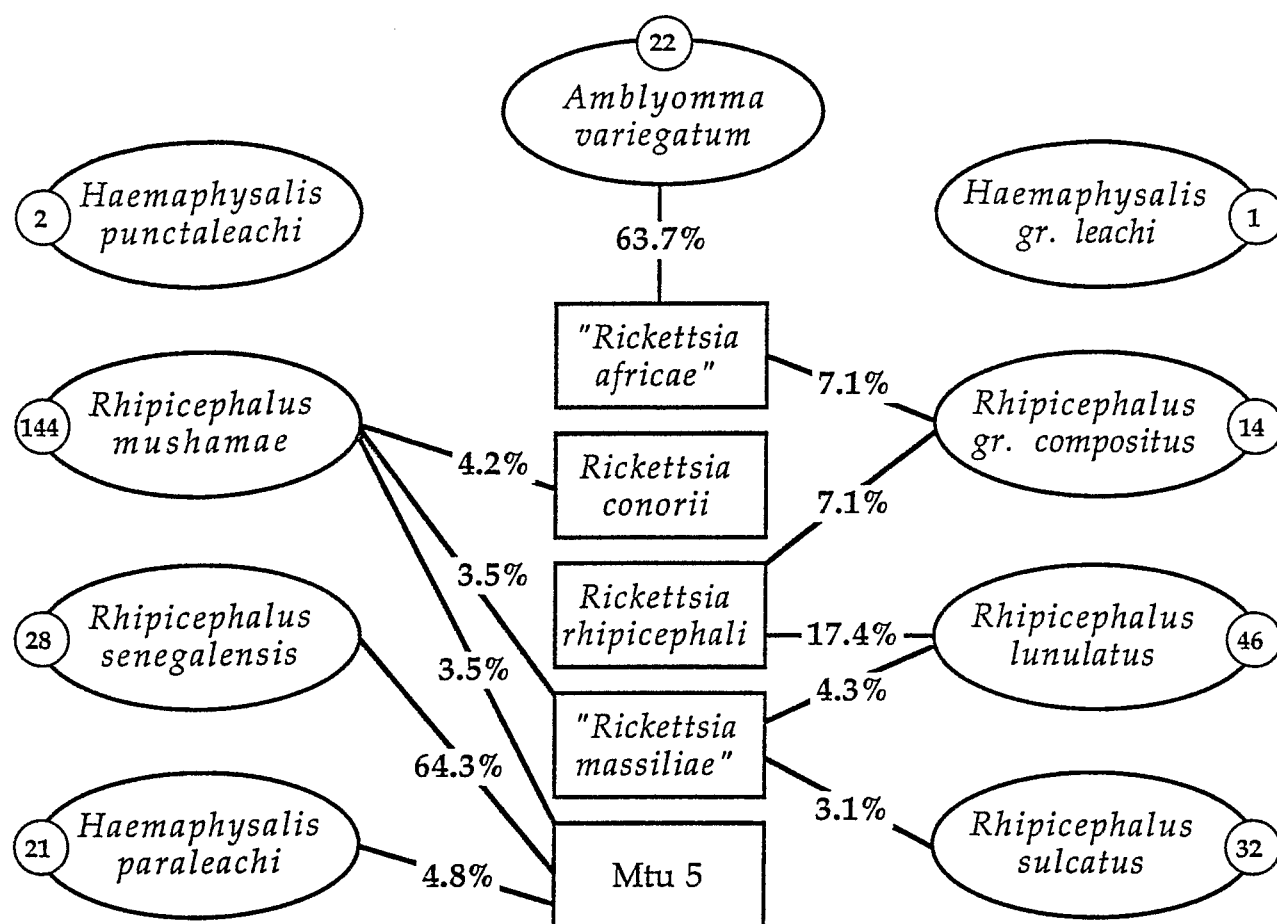 22
Amblyomma
variegatum
2
Haemaphysalis
punctaleachi
Haemaphysalis
gr. leachi
1
63.7%
"Rickettsia
africae"
7.1%
144
Rhipicephalus
mushamae
Rhipicephalus
gr. compositus
14
4.2%
Rickettsia
conorii
7.1%
3.5%
Rickettsia
rhipicephali
17.4%
28
Rhipicephalus
senegalensis
Rhipicephalus
lunulatus
46
3.5%
4.3%
"Rickettsia
massiliae"
64.3%
3.1%
21
Haemaphysalis
paraleachi
4.8%
Mtu 5
Rhipicephalus
sulcatus
32